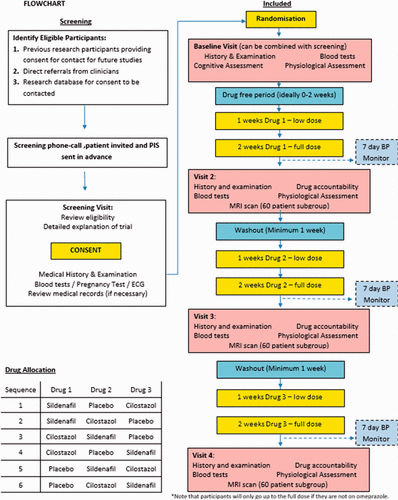 FLOWCHART
Screening
Identify Eligible Participants:
1. Previous research participants providing
consent for contact for future studies
2. Direct referrals from clinicians
3. Research database for consent to be
contacted
Screening phone-call ,patient invited and PIS
sent in advance
Screening Visit:
Review eligibility
Detailed explanation of trial
CONSENT
Medical History & Examination
Blood tests / Pregnancy Test / ECG
Review medical records (if necessary)
Drug Allocation
Sequence Drug 1 Drug 2 Drug 3
1 Sildenafil Placebo Cilostazol
2 Sildenafil Cilostazol Placebo
3 Cilostazol Sildenafil Placebo
4 Cilostazol Placebo Sildenafil
5 Placebo Sildenafil Cilostazol
6 Placebo Cilostazol Sildenafil
Included
Randomisation
Baseline Visit (can be combined with screening)
History & Examination Blood tests
Cognitive Assessment Physiological Assessment
Drug free period (ideally 0-2 weeks)
1 weeks Drug 1 – low dose
2 weeks Drug 1 – full dose
7 day BP
Monitor
Visit 2:
History and examination Drug accountability
Blood tests Physiological Assessment
MRI scan (60 patient subgroup)
Washout (Minimum 1 week)
1 weeks Drug 2 – low dose
2 weeks Drug 2 – full dose
7 day BP
Monitor
Visit 3:
History and examination Drug accountability
Blood tests Physiological Assessment
MRI scan (60 patient subgroup)
Washout (Minimum 1 week)
1 weeks Drug 3 – low dose
2 weeks Drug 3 – full dose
7 day BP
Monitor
Visit 4:
History and examination Drug accountability
Blood tests Physiological Assessment
MRI scan (60 patient subgroup)
*Note that participants will only go up to the full dose if they are not on omeprazole.